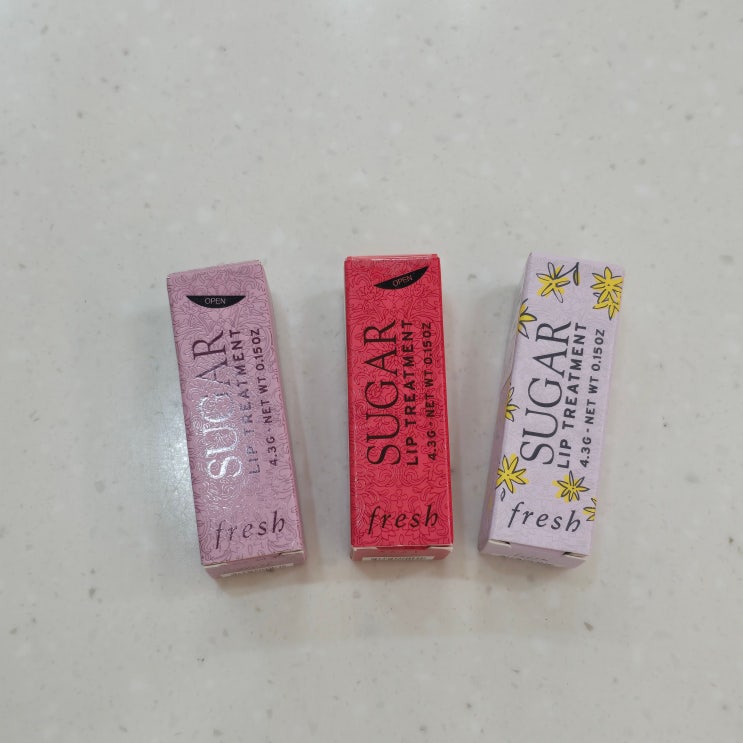 OPEN
SUGAR
LIP TREATMENT
4.3G · NET WT 0.15OZ
fresh
OPEN
SUGAR
LIP TREATMENT
4.3G · NET WT 0.15OZ
fresh
SUGAR
LIP TREATMENT
4.3G · NET WT 0.15OZ
fresh